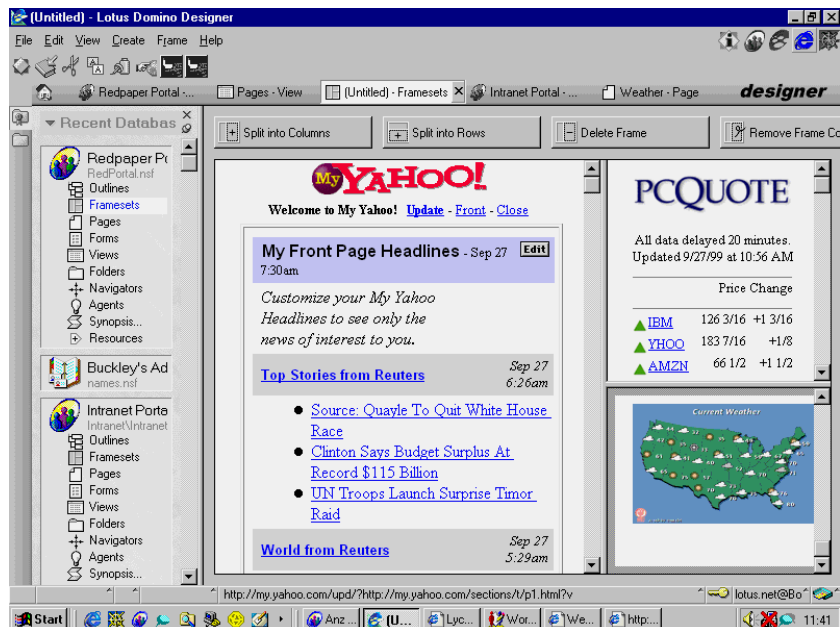 (Untitled) - Lotus Domino Designer
File Edit View Create Frame Help
Redpaper Portal -... Pages - View (Untitled) - Framesets Intranet Portal - ... Weather - Page designer
Recent Databas
Split into Columns Split into Rows Delete Frame Remove Frame Co
Redpaper Po
RedPortal.nsf
Outlines
Framesets
Pages
Forms
Views
Folders
Navigators
Agents
Synopsis...
Resources
Buckley's Ad
names.nsf
Intranet Porta
Intranet\Intranet
Outlines
Framesets
Pages
Forms
Views
Folders
Navigators
Agents
Synopsis...
My YAHOO!
Welcome to My Yahoo! Update - Front - Close
My Front Page Headlines - Sep 27 Edit
7:30am
Customize your My Yahoo
Headlines to see only the
news of interest to you.
Top Stories from Reuters Sep 27
6:26am
Source: Quayle To Quit White House
Race
Clinton Says Budget Surplus At
Record $115 Billion
UN Troops Launch Surprise Timor
Raid
World from Reuters Sep 27
5:29am
PCQUOTE
All data delayed 20 minutes.
Updated 9/27/99 at 10:56 AM
Price Change
IBM 126 3/16 +1 3/16
YHOO 183 7/16 +1/8
AMZN 66 1/2 +1 1/2
Current Weather
http://my.yahoo.com/upd/?http://my.yahoo.com/sections/t/p1.html?v lotus.net@Bo
Start Anz ... (U... Lyc... Wor... We... http:... 11:41